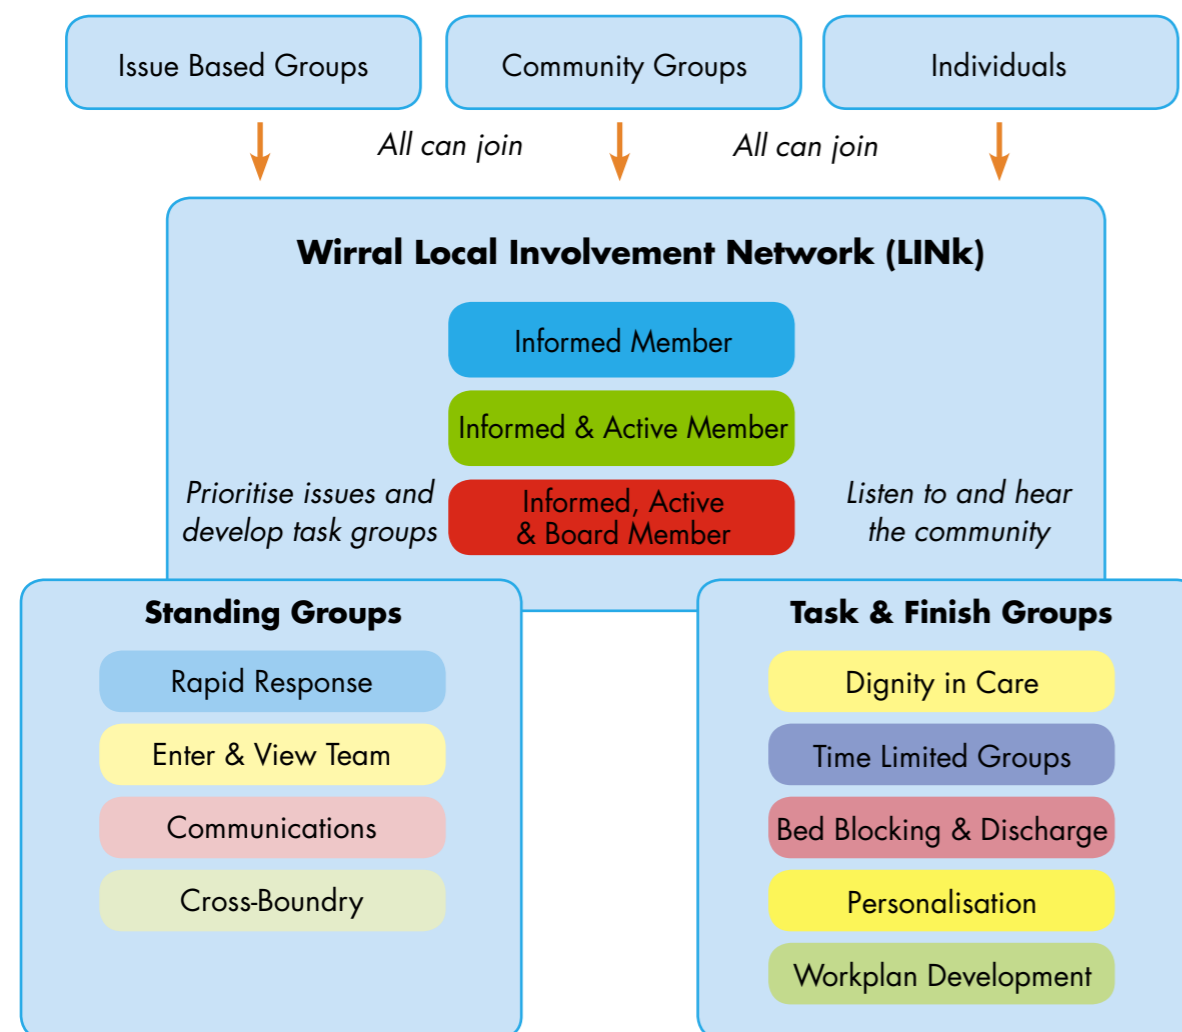 Issue Based Groups
Community Groups
Individuals
All can join
All can join
Wirral Local Involvement Network (LINk)
Informed Member
Informed & Active Member
Prioritise issues and
develop task groups
Informed, Active
& Board Member
Listen to and hear
the community
Standing Groups
Rapid Response
Enter & View Team
Communications
Cross-Boundry
Task & Finish Groups
Dignity in Care
Time Limited Groups
Bed Blocking & Discharge
Personalisation
Workplan Development